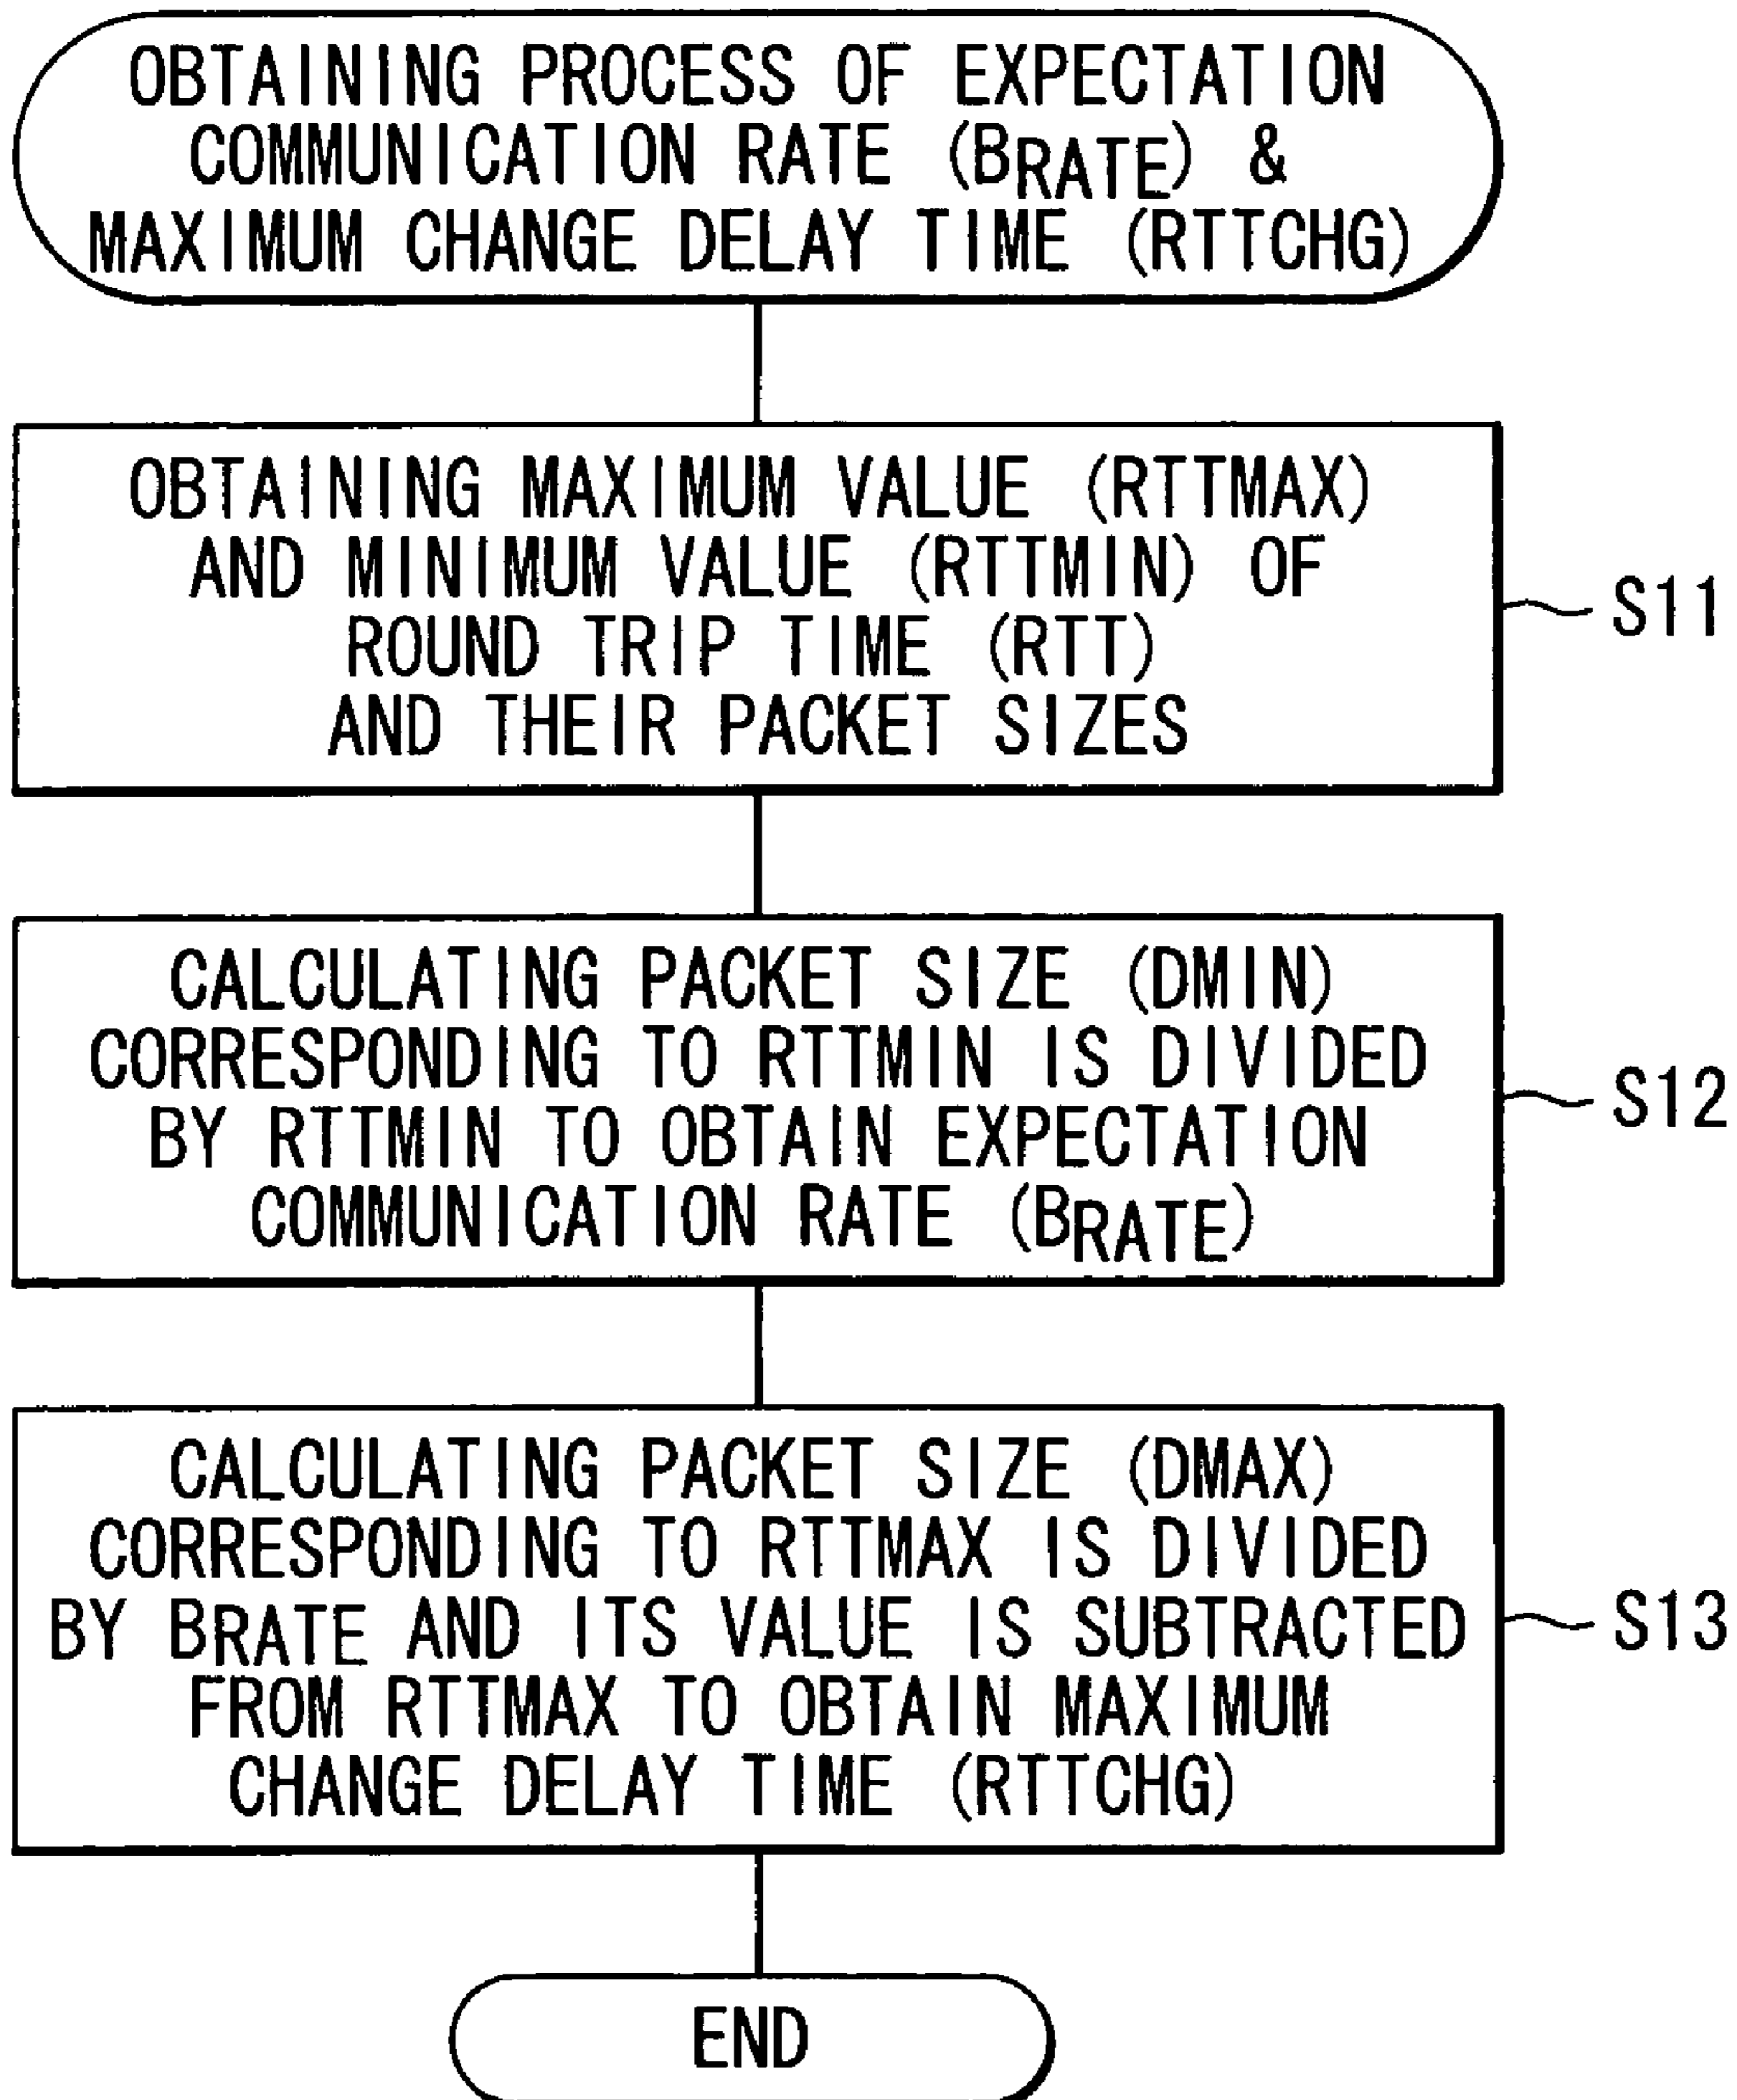 OBTAINING PROCESS OF EXPECTATION
COMMUNICATION RATE (BRATE) &
MAXIMUM CHANGE DELAY TIME (RTTCHG)
OBTAINING MAXIMUM VALUE (RTTMAX)
AND MINIMUM VALUE (RTTMIN) OF
ROUND TRIP TIME (RTT)
AND THEIR PACKET SIZES
S11
CALCULATING PACKET SIZE (DMIN)
CORRESPONDING TO RTTMIN IS DIVIDED
BY RTTMIN TO OBTAIN EXPECTATION
COMMUNICATION RATE (BRATE)
S12
CALCULATING PACKET SIZE (DMAX)
CORRESPONDING TO RTTMAX IS DIVIDED
BY BRATE AND ITS VALUE IS SUBTRACTED
FROM RTTMAX TO OBTAIN MAXIMUM
CHANGE DELAY TIME (RTTCHG)
S13
END